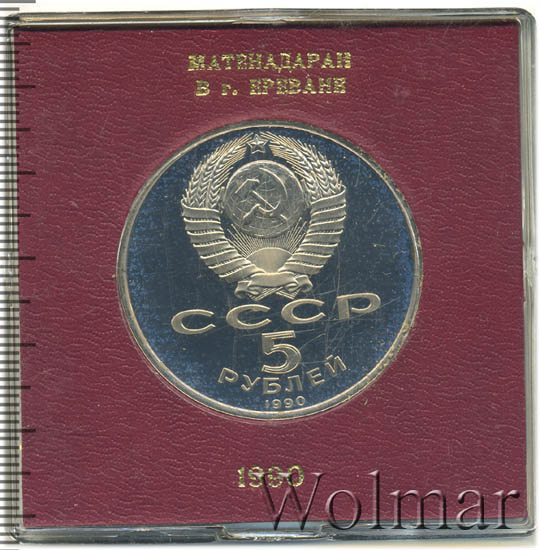 МАТЕНАДАРАН
В г. ЕРЕВАНЕ
СССР
5
РУБЛЕЙ
1990
1990
Wolmar